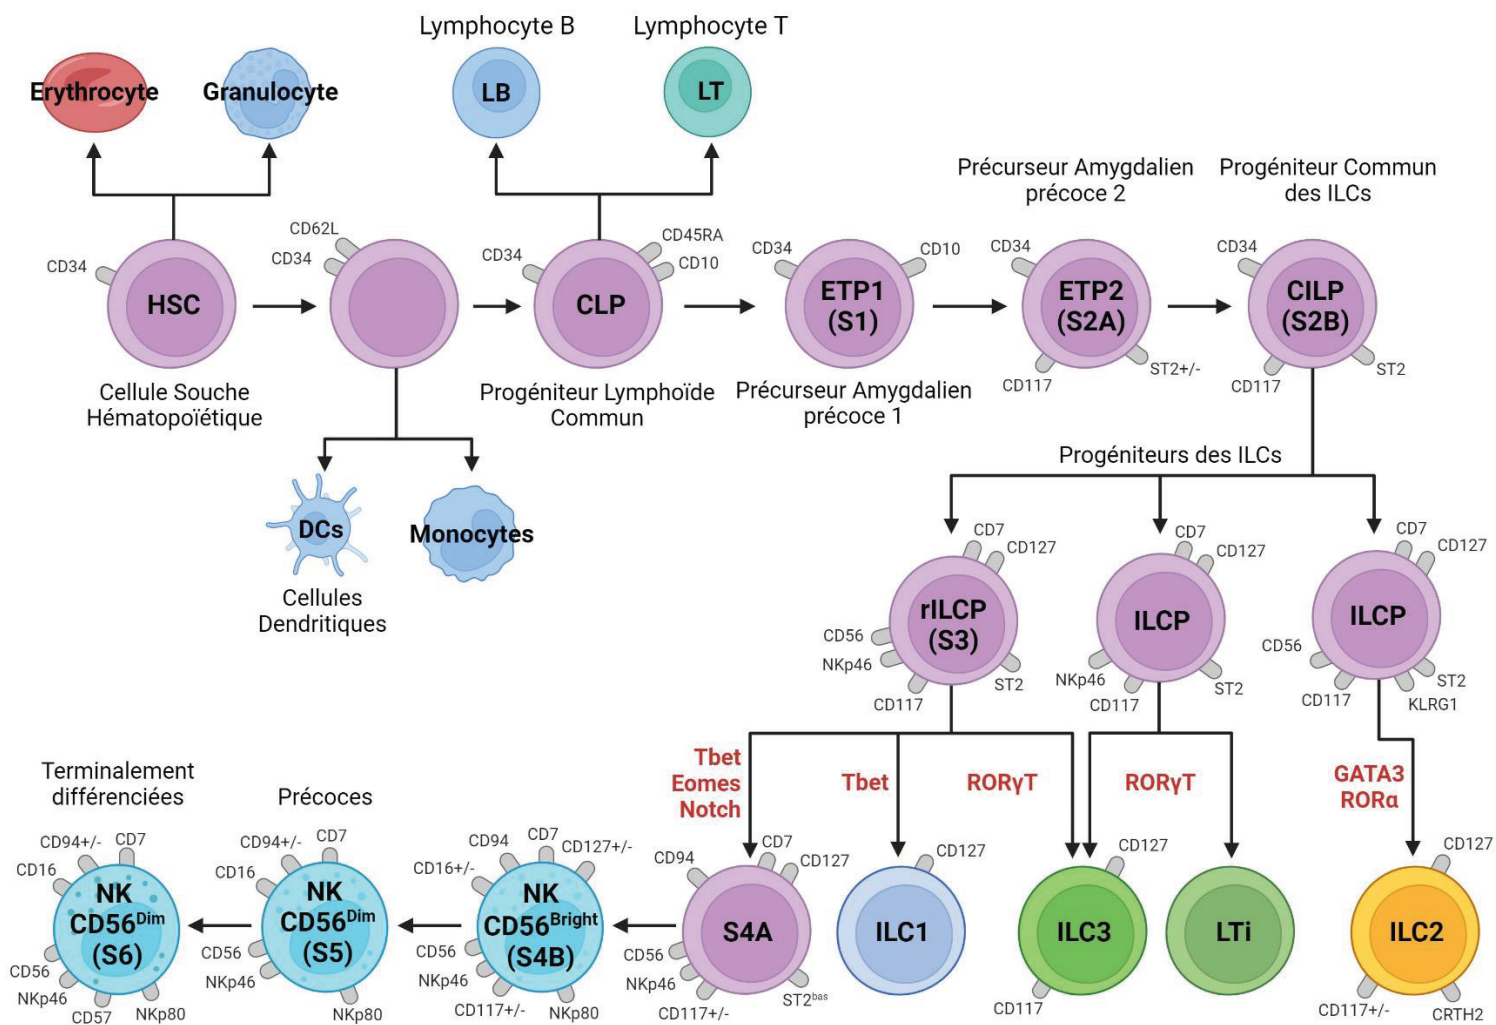 Lymphocyte B
Lymphocyte T
Erythrocyte
Granulocyte
LB
LT
Précurseur Amygdalien
précoce 2
Progéniteur Commun
des ILCs
CD34
HSC
Cellule Souche
Hématopoïétique
CD62L
CD34
CD34
CD45RA
CD10
CLP
Progéniteur Lymphoïde
Commun
CD34
CD10
ETP1
(S1)
Précurseur Amygdalien
précoce 1
CD34
ETP2
(S2A)
CD117
ST2+/-
CD34
CILP
(S2B)
CD117
ST2
DCs
Monocytes
Cellules
Dendritiques
Progéniteurs des ILCs
CD7
CD127
rILCP
(S3)
CD56
NKp46
CD117
ST2
CD7
CD127
ILCP
NKp46
CD117
ST2
CD7
CD127
ILCP
CD56
CD117
ST2
KLRG1
Tbet
Eomes
Notch
Tbet
RORγT
RORγT
GATA3
RORα
Terminalement
différenciées
Précoces
CD94+/-
CD7
CD16
NK
CD56Dim
(S6)
CD56
NKp46
CD57
NKp80
CD94+/-
CD7
CD16
NK
CD56Dim
(S5)
CD56
NKp46
NKp80
CD94
CD7
CD127+/-
CD16+/-
NK
CD56Bright
(S4B)
CD56
NKp46
CD117+/-
NKp80
CD94
CD7
CD127
S4A
CD56
NKp46
CD117+/-
ST2bas
CD127
ILC1
CD127
ILC3
CD117
LTi
CD127
ILC2
CD117+/-
CRTH2